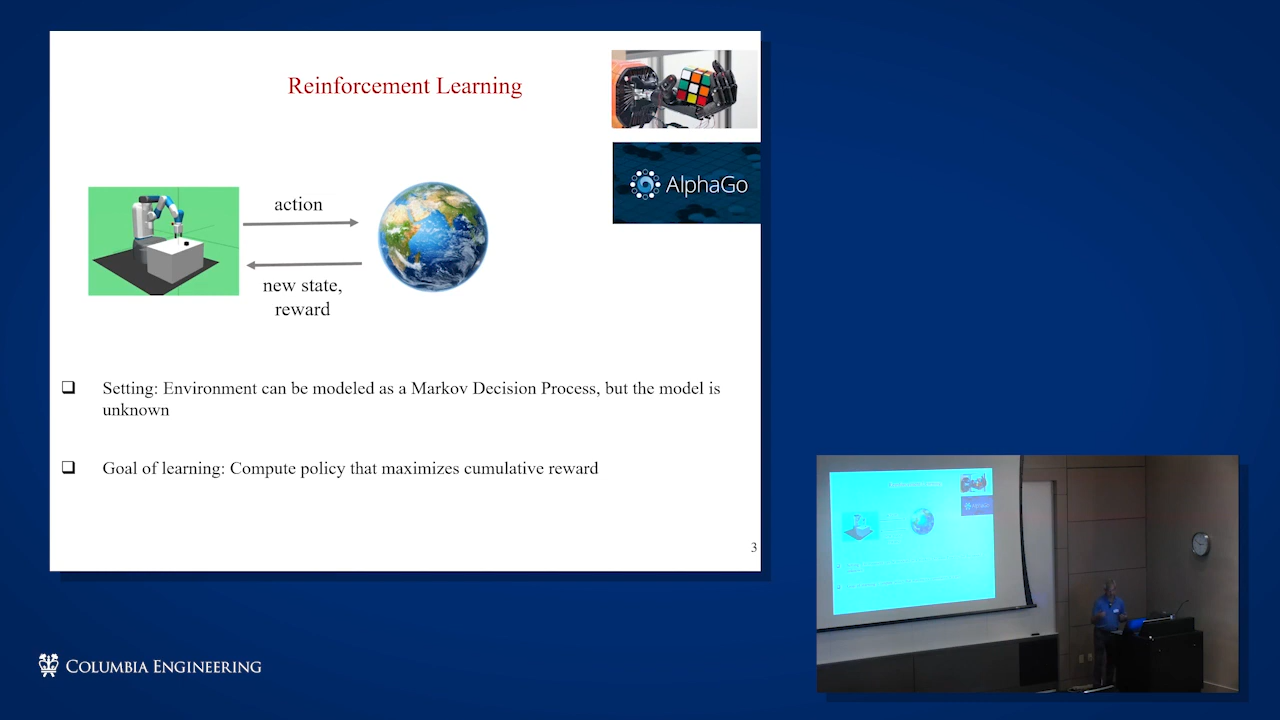 Reinforcement Learning
AlphaGo
action
new state,
reward
❑ Setting: Environment can be modeled as a Markov Decision Process, but the model is
unknown
❑ Goal of learning: Compute policy that maximizes cumulative reward
3
COLUMBIA ENGINEERING